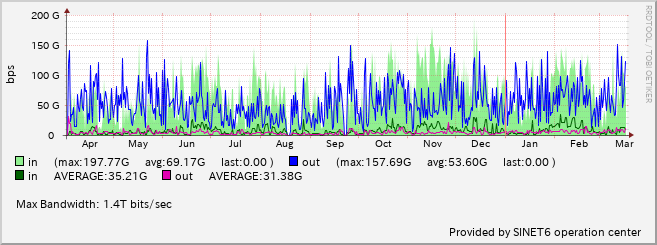 200 G
150 G
100 G
50 G
0
bps
Apr May Jun Jul Aug Sep Oct Nov Dec Jan Feb Mar
RRDTOOL / TOBI OETIKER
in (max:197.77G avg:69.17G last:0.00 ) out (max:157.69G avg:53.60G last:0.00 )
in AVERAGE:35.21G out AVERAGE:31.38G
Max Bandwidth: 1.4T bits/sec
Provided by SINET6 operation center